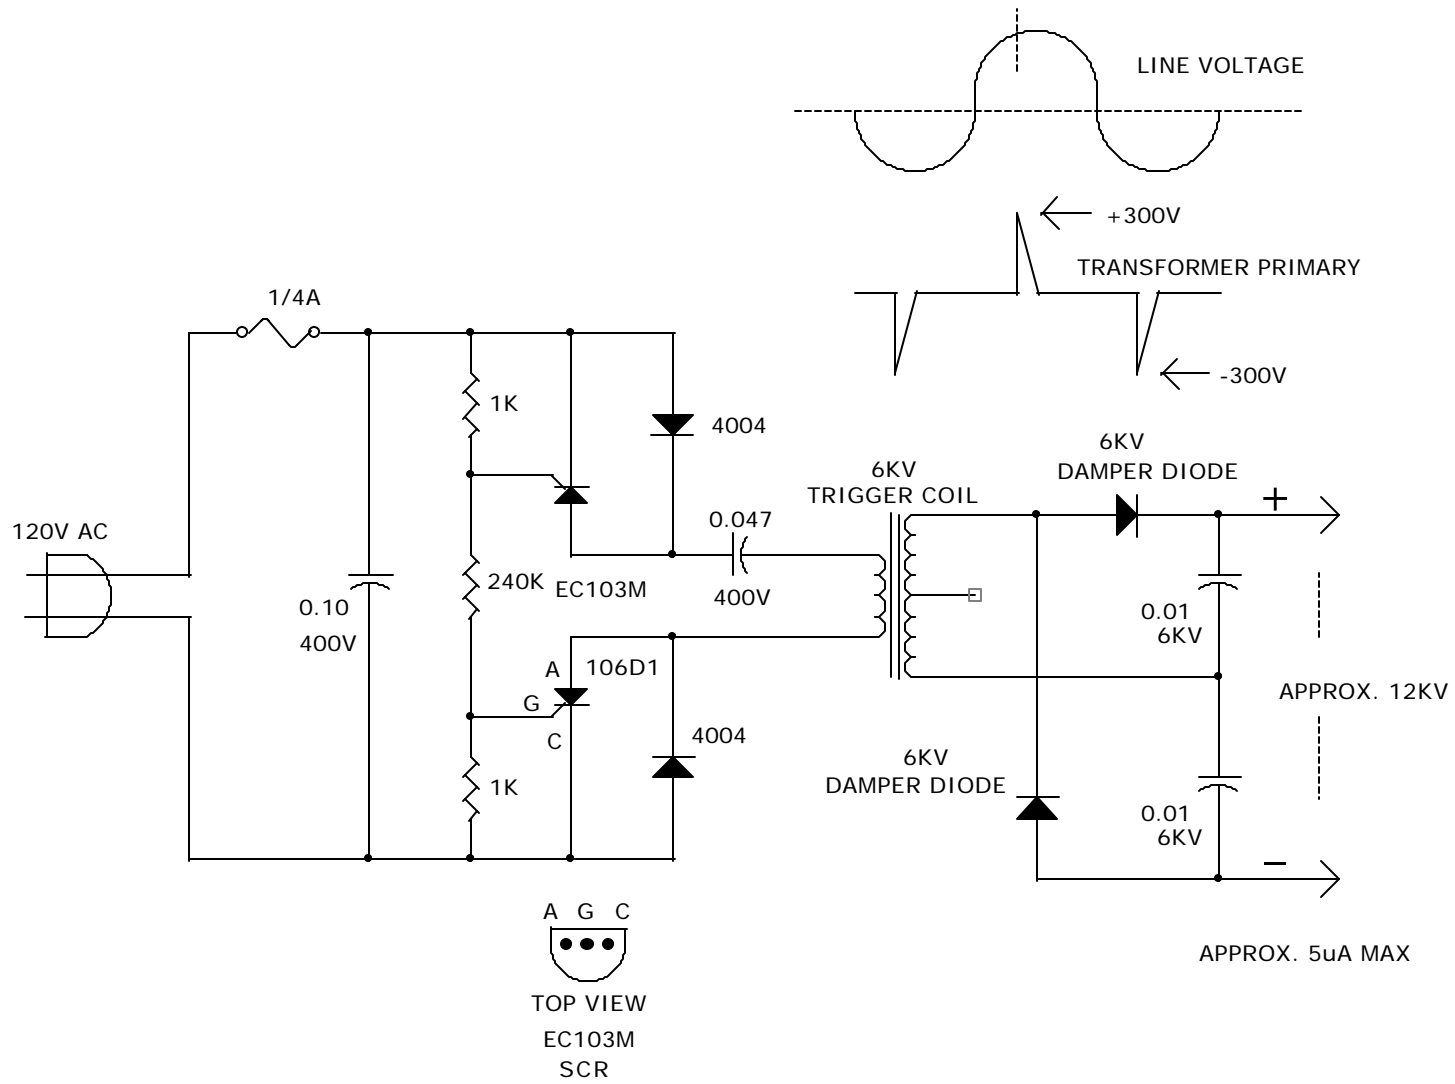 LINE VOLTAGE
+300V
TRANSFORMER PRIMARY
-300V
1/4A
1K
4004
6KV
DAMPER DIODE
6KV
TRIGGER COIL
+
120V AC
0.047
400V
240K
EC103M
0.10
400V
0.01
6KV
A
106D1
G
C
4004
APPROX. 12KV
6KV
DAMPER DIODE
1K
0.01
6KV
−
A G C
TOP VIEW
EC103M
SCR
APPROX. 5uA MAX